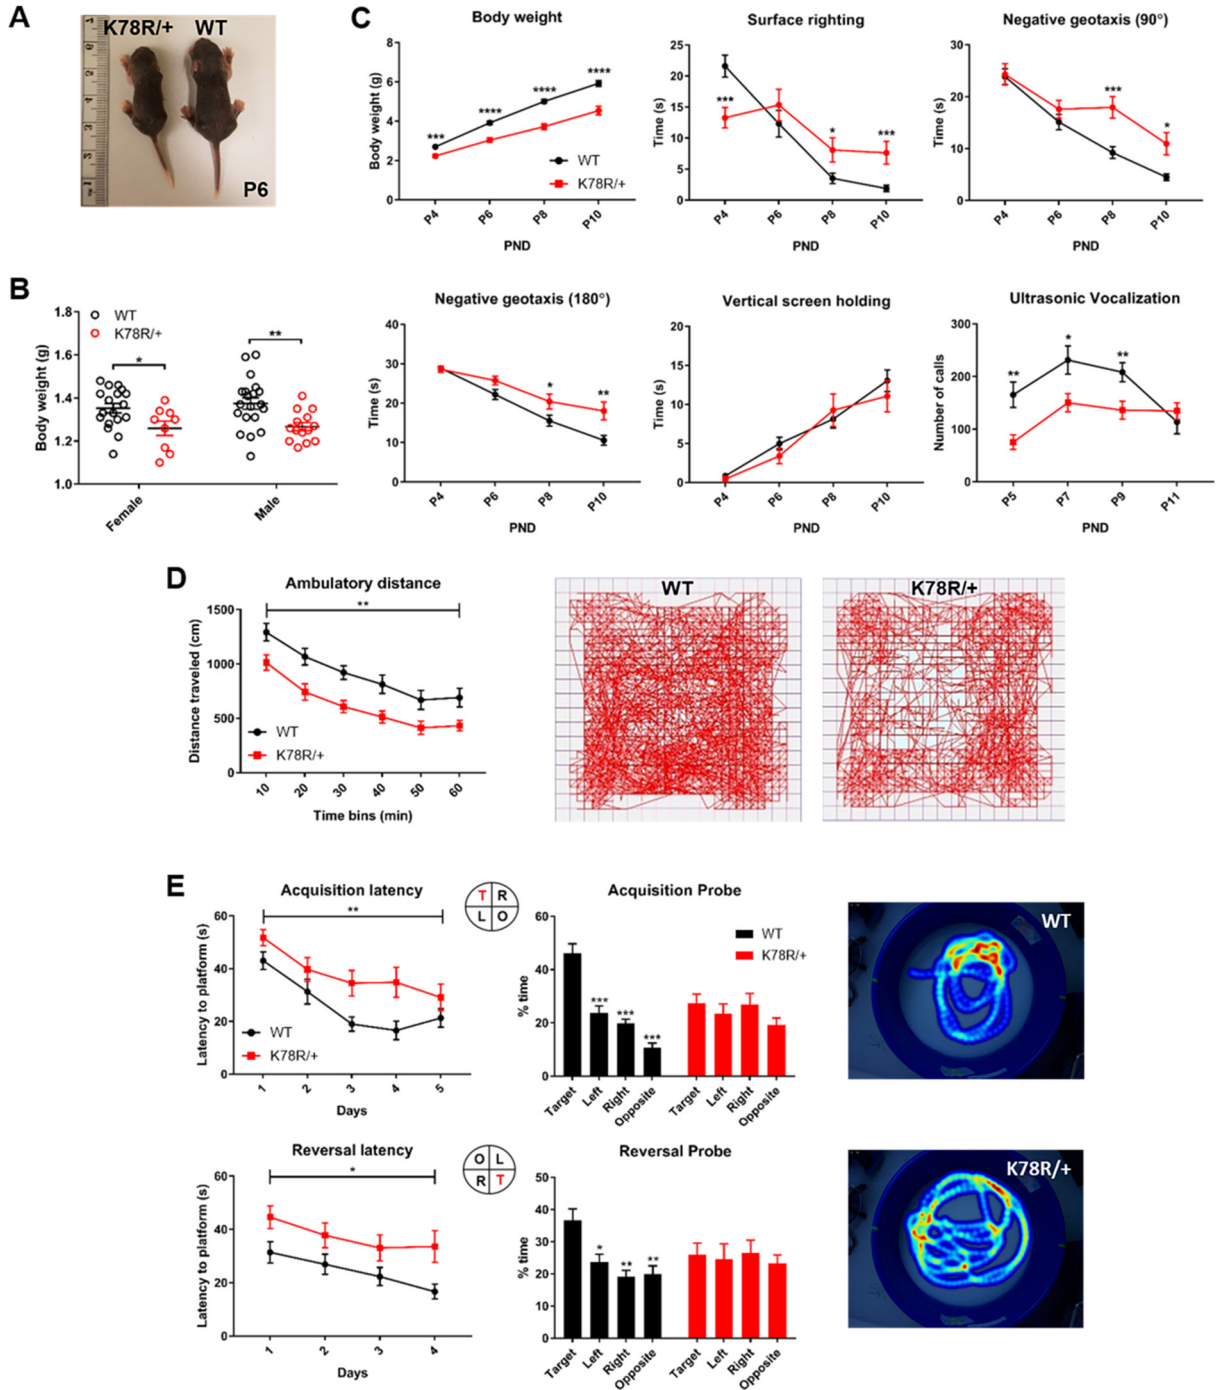 A
K78R/+ WT
P6
C
Body weight
Body weight (g)
8
6
4
2
0
WT
K78R/+
P4 P6 P8 P10
PND
Surface righting
Time (s)
25
20
15
10
5
0
P4 P6 P8 P10
PND
Negative geotaxis (90°)
Time (s)
30
20
10
0
P4 P6 P8 P10
PND
*** **** **** ****
*** * ***
*** *
B
Body weight (g)
1.8
1.6
1.4
1.2
1.0
WT
K78R/+
* **
Female Male
Negative geotaxis (180°)
Time (s)
40
30
20
10
0
* **
P4 P6 P8 P10
PND
Vertical screen holding
Time (s)
20
15
10
5
0
P4 P6 P8 P10
PND
Ultrasonic Vocalization
Number of calls
300
200
100
0
** * **
P5 P7 P9 P11
PND
D
Ambulatory distance
**
Distance traveled (cm)
1500
1000
500
0
WT
K78R/+
10 20 30 40 50 60
Time bins (min)
WT
K78R/+
E
Acquisition latency
**
Latency to platform (s)
60
40
20
0
WT
K78R/+
1 2 3 4 5
Days
T R
L O
Acquisition Probe
% time
60
40
20
0
WT
K78R/+
*** *** ***
Target Left Right Opposite Target Left Right Opposite
WT
Reversal latency
*
Latency to platform (s)
60
40
20
0
1 2 3 4
Days
O L
R T
Reversal Probe
% time
50
40
30
20
10
0
* ** **
Target Left Right Opposite Target Left Right Opposite
K78R/+